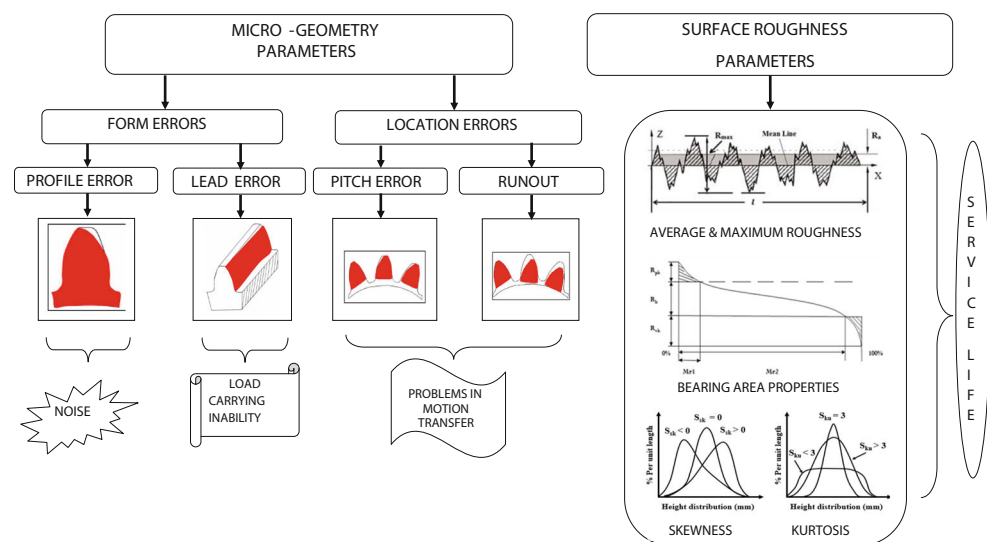 MICRO -GEOMETRY
PARAMETERS
SURFACE ROUGHNESS
PARAMETERS
FORM ERRORS
LOCATION ERRORS
PROFILE ERROR
LEAD ERROR
PITCH ERROR
RUNOUT
NOISE
LOAD
CARRYING
INABILITY
PROBLEMS IN
MOTION
TRANSFER
Z
Rmax
Mean Line
Ra
X
l
AVERAGE & MAXIMUM ROUGHNESS
Rpk
Rk
Rvk
0%
100%
Mr1
Mr2
BEARING AREA PROPERTIES
Ssk = 0
Ssk < 0
Ssk > 0
% Per unit length
Height distribution (mm)
SKEWNESS
Sku = 3
Sku < 3
Sku > 3
% Per unit length
Height distribution (mm)
KURTOSIS
SERVICE LIFE